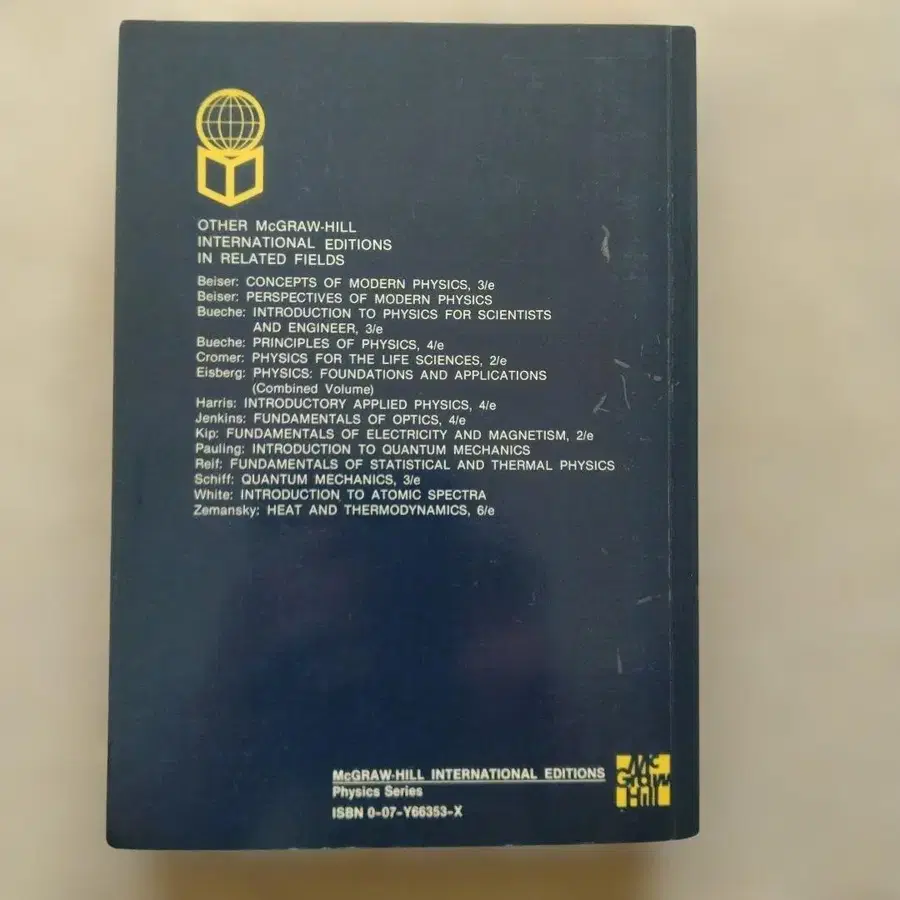 OTHER McGRAW-HILL
INTERNATIONAL EDITIONS
IN RELATED FIELDS
Beiser: CONCEPTS OF MODERN PHYSICS, 3/e
Beiser: PERSPECTIVES OF MODERN PHYSICS
Bueche: INTRODUCTION TO PHYSICS FOR SCIENTISTS
AND ENGINEER, 3/e
Bueche: PRINCIPLES OF PHYSICS, 4/e
Cromer: PHYSICS FOR THE LIFE SCIENCES, 2/e
Eisberg: PHYSICS: FOUNDATIONS AND APPLICATIONS
(Combined Volume)
Harris: INTRODUCTORY APPLIED PHYSICS, 4/e
Jenkins: FUNDAMENTALS OF OPTICS, 4/e
Kip: FUNDAMENTALS OF ELECTRICITY AND MAGNETISM, 2/e
Pauling: INTRODUCTION TO QUANTUM MECHANICS
Reif: FUNDAMENTALS OF STATISTICAL AND THERMAL PHYSICS
Schiff: QUANTUM MECHANICS, 3/e
White: INTRODUCTION TO ATOMIC SPECTRA
Zemansky: HEAT AND THERMODYNAMICS, 6/e
McGRAW-HILL INTERNATIONAL EDITIONS
Physics Series
ISBN 0-07-Y66353-X
Mc
Graw
Hill